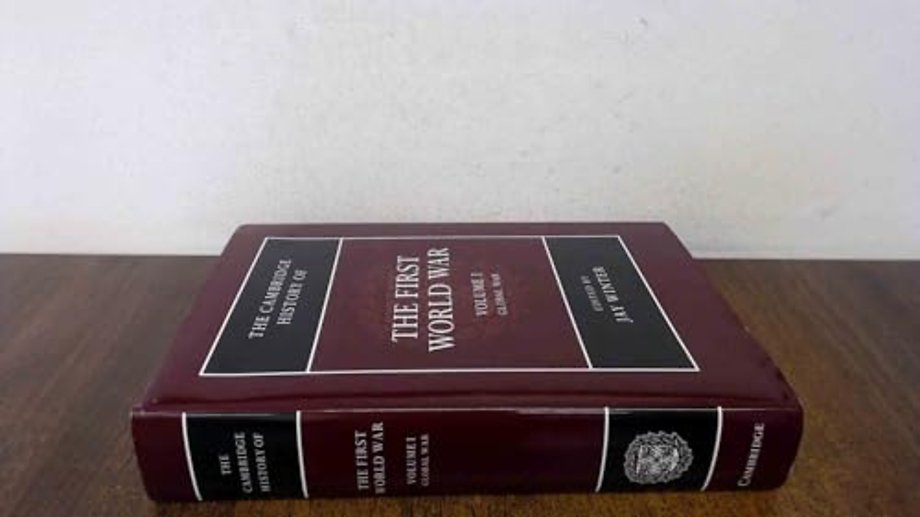 THE CAMBRIDGE
HISTORY OF
THE FIRST
WORLD WAR
VOLUME I
GLOBAL WAR
EDITED BY
JAY WINTER
THE
CAMBRIDGE
HISTORY OF
THE FIRST
WORLD WAR
VOLUME I
GLOBAL WAR
CAMBRIDGE